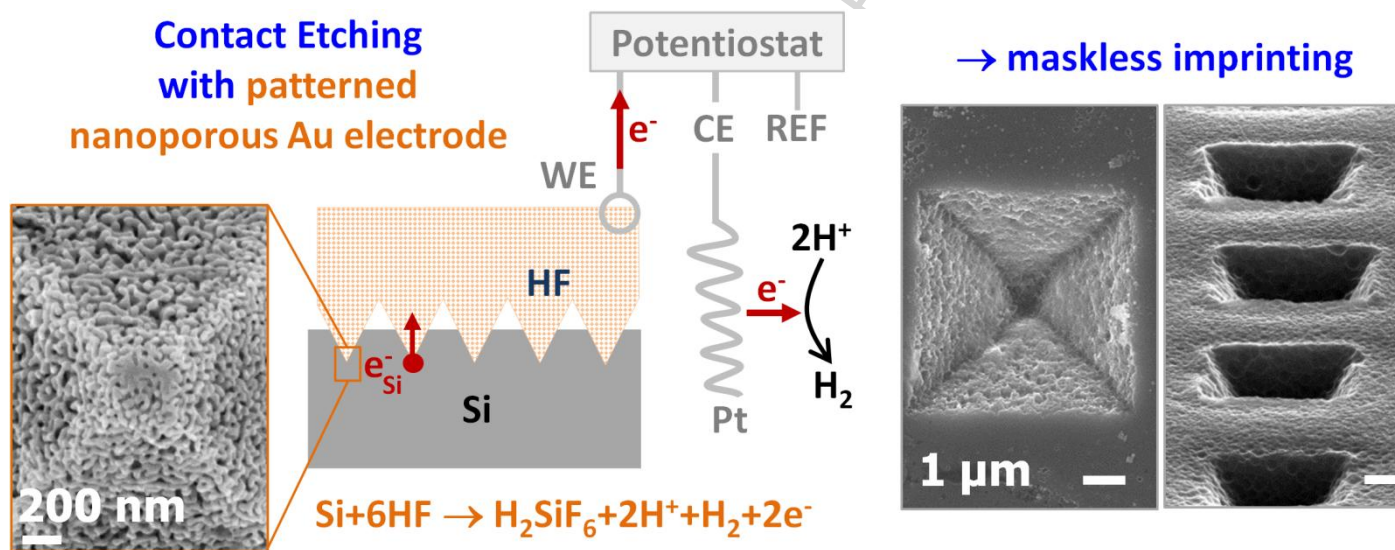 Contact Etching
with patterned
nanoporous Au electrode
200 nm
Potentiostat
e⁻
CE
REF
WE
HF
e⁻Si
Si
Pt
e⁻
2H⁺
H₂
Si+6HF → H₂SiF₆+2H⁺+H₂+2e⁻
→ maskless imprinting
1 µm